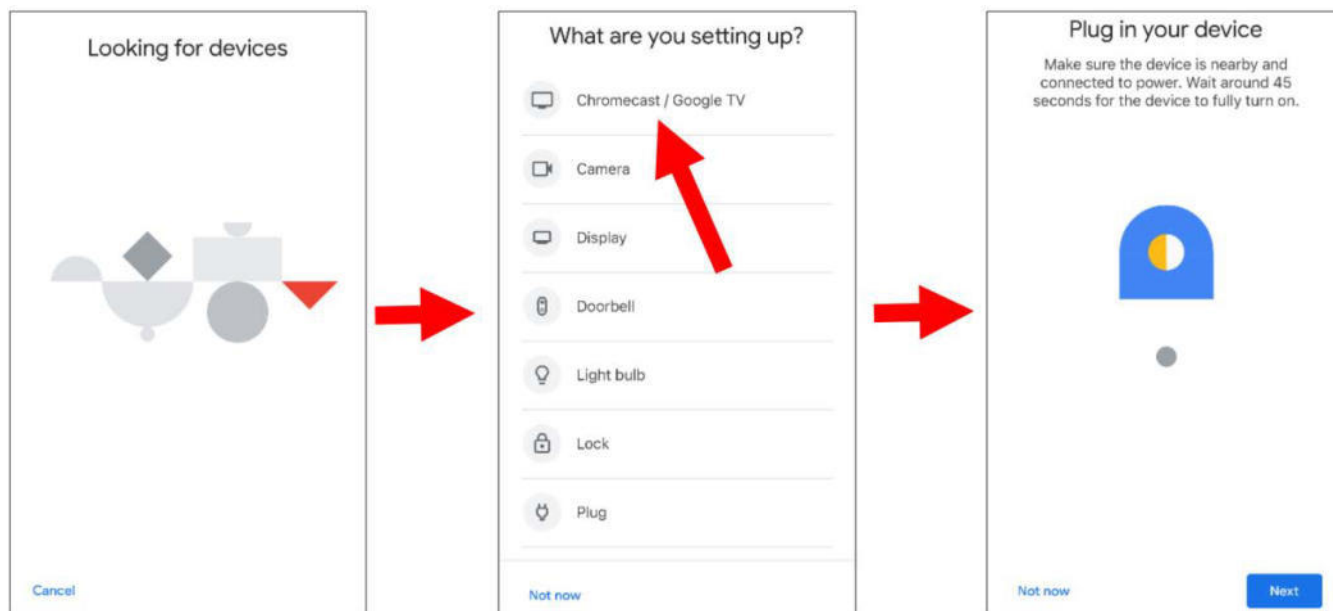 Looking for devices
Cancel
What are you setting up?
Chromecast / Google TV
Camera
Display
Doorbell
Light bulb
Lock
Plug
Not now
Plug in your device
Make sure the device is nearby and
connected to power. Wait around 45
seconds for the device to fully turn on.
Not now
Next